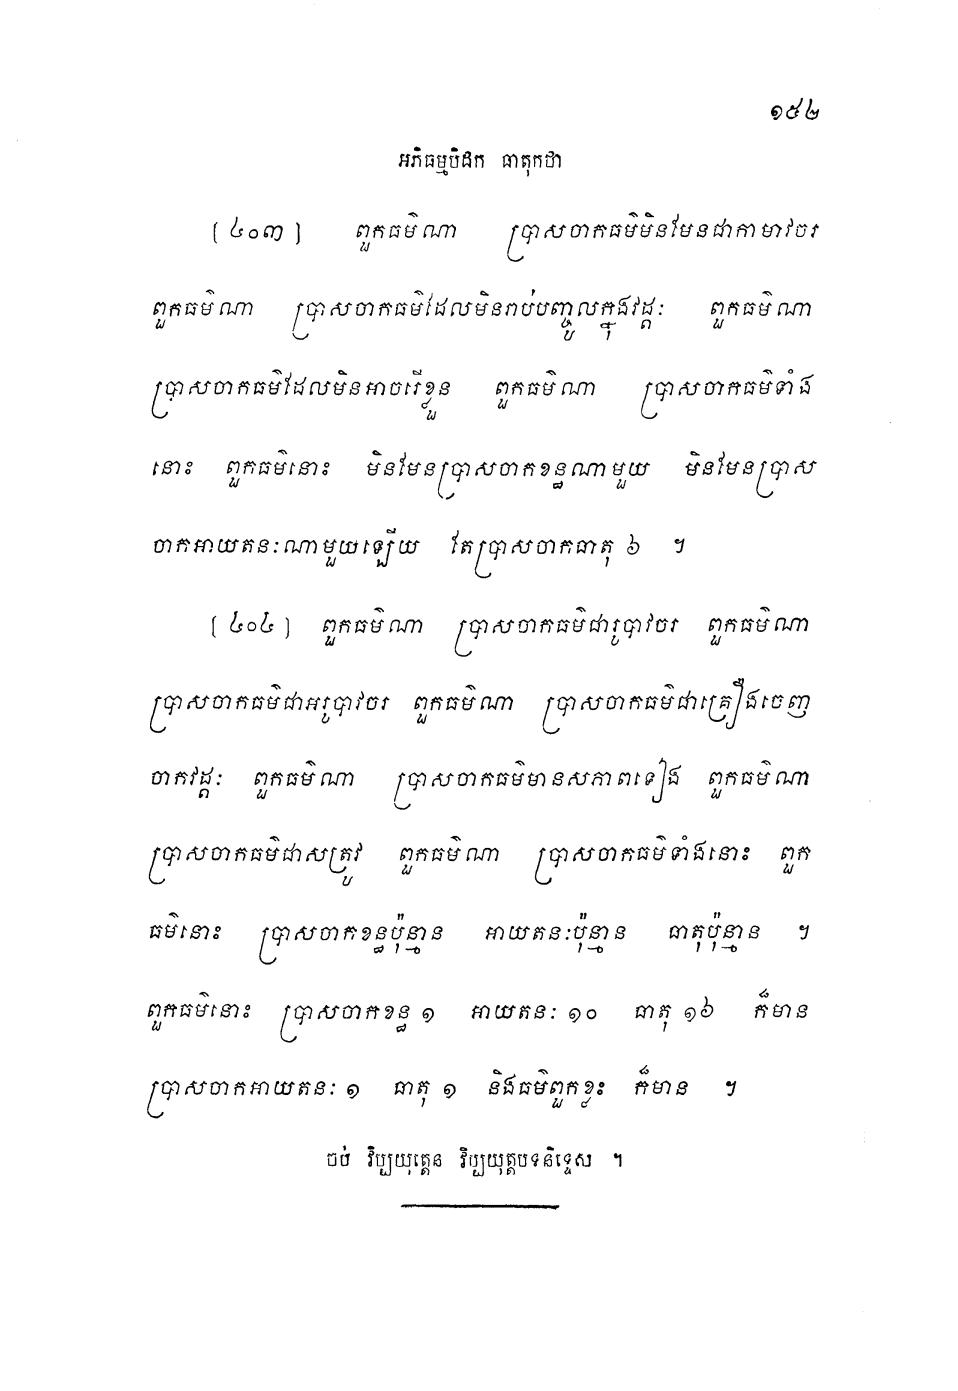 ១៥២
អភិធម្មបិដក ធាតុកថា
[៤០៣] ពួកធម៌ណា ប្រាសចាកធម៌មិនមែនជាកាមាវចរ
ពួកធម៌ណា ប្រាសចាកធម៌ដែលមិនរាប់បញ្ចូលក្នុងវដ្តៈ ពួកធម៌ណា
ប្រាសចាកធម៌ដែលមិនអាចរើខ្លួន ពួកធម៌ណា ប្រាសចាកធម៌ទាំង
នោះ ពួកធម៌នោះ មិនមែនប្រាសចាកខន្ធណាមួយ មិនមែនប្រាស
ចាកអាយតនៈណាមួយឡើយ តែប្រាសចាកធាតុ ៦ ។
[៤០៤] ពួកធម៌ណា ប្រាសចាកធម៌ជារូបាវចរ ពួកធម៌ណា
ប្រាសចាកធម៌ជាអរូបាវចរ ពួកធម៌ណា ប្រាសចាកធម៌ជាគ្រឿងចេញ
ចាកវដ្តៈ ពួកធម៌ណា ប្រាសចាកធម៌មានសភាពទៀង ពួកធម៌ណា
ប្រាសចាកធម៌ជាសត្រូវ ពួកធម៌ណា ប្រាសចាកធម៌ទាំងនោះ ពួក
ធម៌នោះ ប្រាសចាកខន្ធប៉ុន្មាន អាយតនៈប៉ុន្មាន ធាតុប៉ុន្មាន ។
ពួកធម៌នោះ ប្រាសចាកខន្ធ ១ អាយតនៈ ១០ ធាតុ ១៦ ក៏មាន
ប្រាសចាកអាយតនៈ ១ ធាតុ ១ និងធម៌ពួកខ្លះ ក៏មាន ។
ចប់ វិប្បយុត្តេន វិប្បយុត្តបទនិទ្ទេស ។